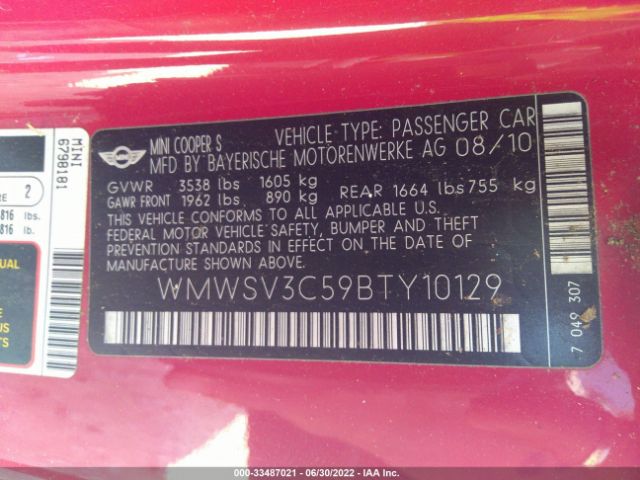 MINI
MINI COOPER S VEHICLE TYPE: PASSENGER CAR
MFD BY BAYERISCHE MOTORENWERKE AG 08/10
GVWR 3538 lbs 1605 kg
GAWR FRONT 1962 lbs 890 kg REAR 1664 lbs 755 kg
THIS VEHICLE CONFORMS TO ALL APPLICABLE U.S.
FEDERAL MOTOR VEHICLE SAFETY, BUMPER AND THEFT
PREVENTION STANDARDS IN EFFECT ON THE DATE
OF MANUFACTURE SHOWN ABOVE.
WMWSV3C59BTY10129
7 049 307
MINI
6798181
2
816 lbs.
816 lb.
-- 33487021 - 06/30/2022 - IAA Inc.